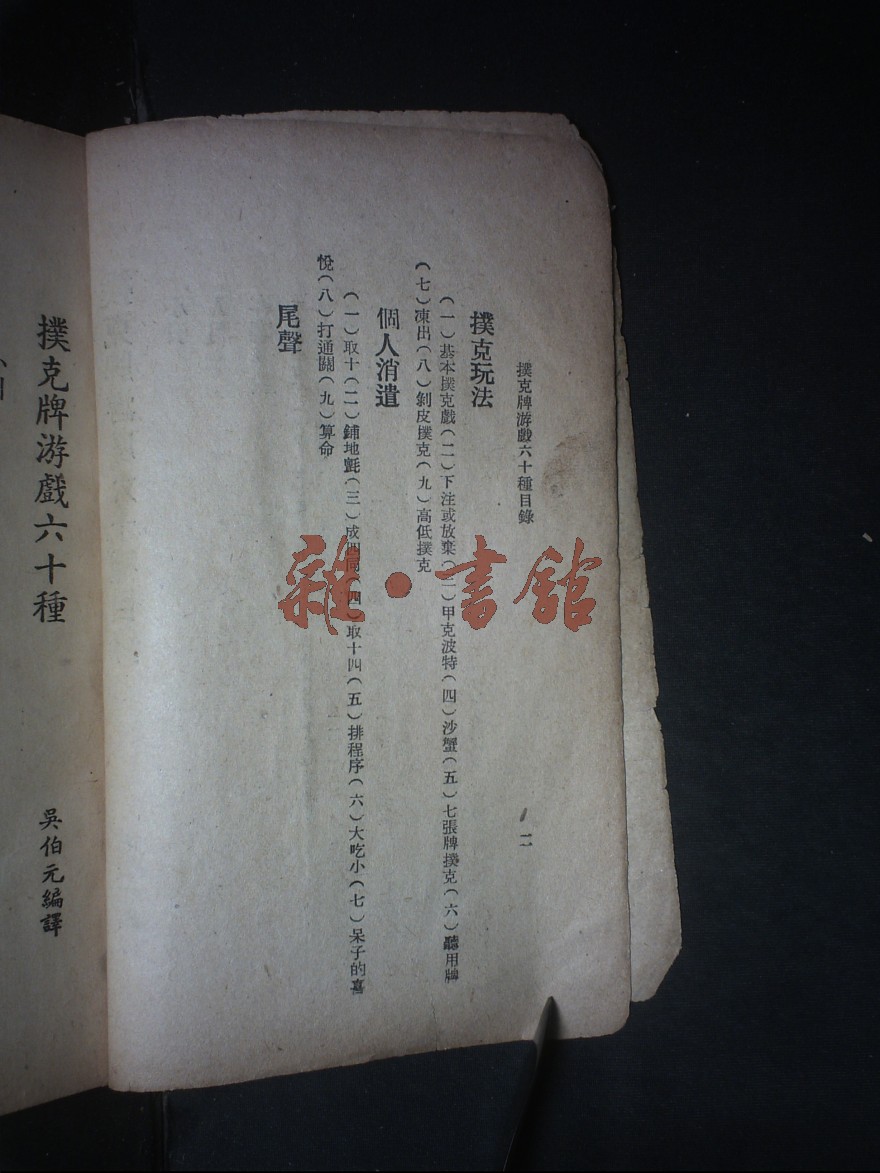 撲克牌游戲六十種目錄
二
撲克玩法
(一)基本撲克戲(二)下注或放棄(三)甲克波特(四)沙蟹(五)七張牌撲克(六)聽用牌
(七)凍出(八)剝皮撲克(九)高低撲克
個人消遣
(一)取十(二)鋪地氈(三)成四同(四)取十四(五)排程序(六)大吃小(七)呆子的喜
悅(八)打通關(九)算命
尾聲
撲克牌游戲六十種
吳伯元編譯
雜·書館